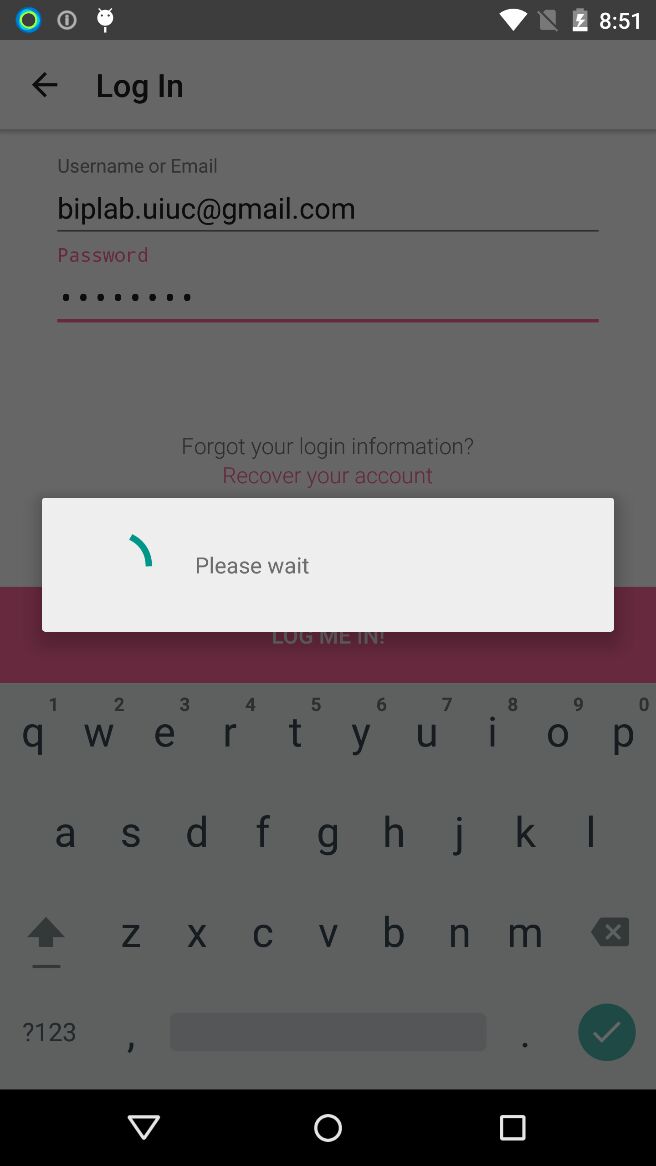 8:51
Log In
Username or Email
biplab.uiuc@gmail.com
Password
••••••••
Forgot your login information?
Recover your account
Please wait
LOG ME IN!
1 2 3 4 5 6 7 8 9 0
q w e r t y u i o p
a s d f g h j k l
z x c v b n m
?123 , .